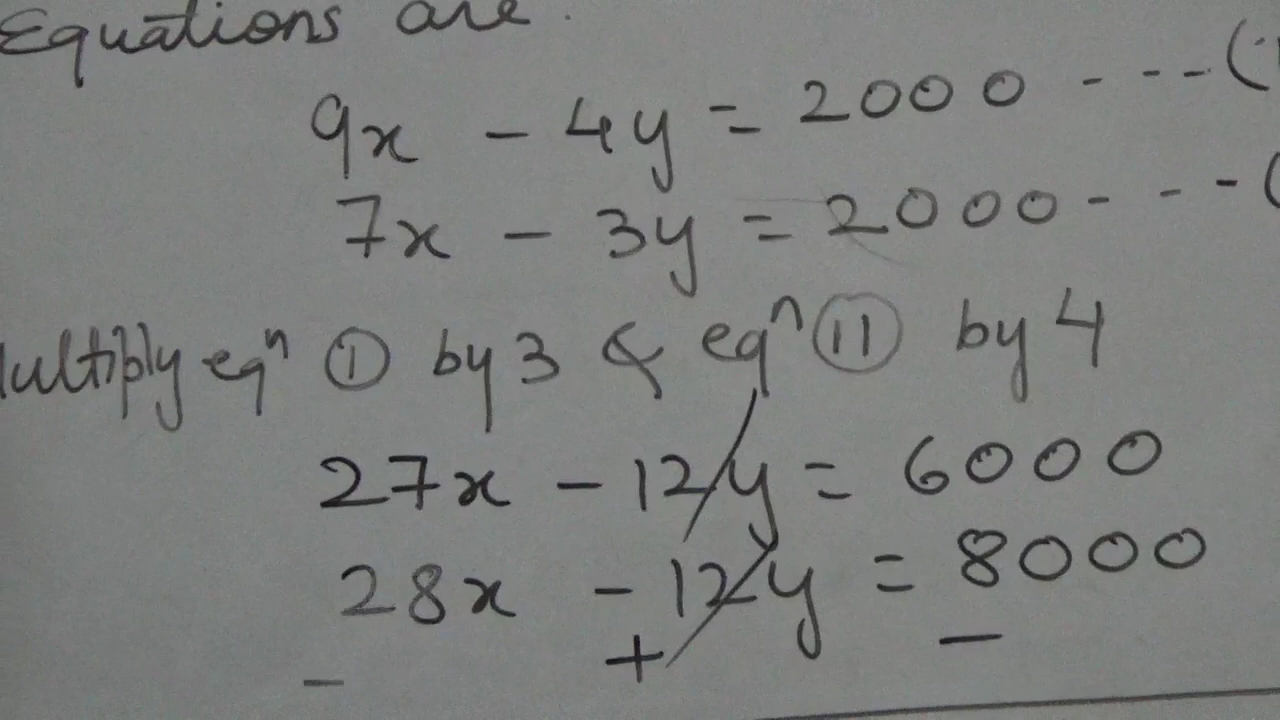 Equations are.
9x - 4y = 2000 - - - - (
7x - 3y = 2000 - - - (
Multiply eqⁿ ① by 3 & eqⁿ ⑪ by 4
27x - 12y = 6000
28x - 12y = 8000
- + -